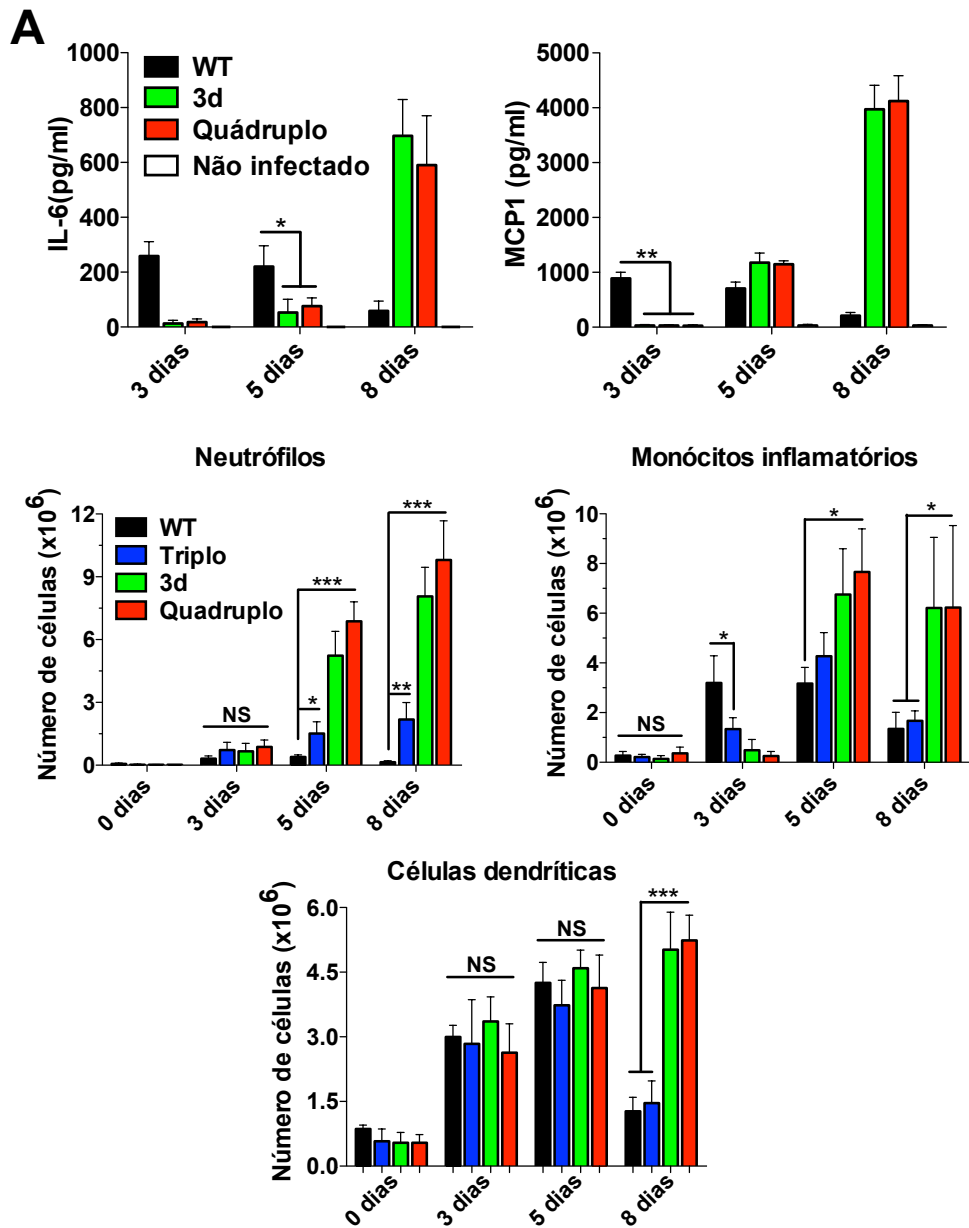 A
IL-6(pg/ml)
1000
800
600
400
200
0
WT
3d
Quádruplo
Não infectado
*
3 dias
5 dias
8 dias
MCP1 (pg/ml)
5000
4000
3000
2000
1000
0
**
3 dias
5 dias
8 dias
Neutrófilos
Número de células (x10⁶)
12
9
6
3
0
WT
Triplo
3d
Quadruplo
NS
*
***
**
***
0 dias
3 dias
5 dias
8 dias
Monócitos inflamatórios
Número de células (x10⁶)
10
8
6
4
2
0
NS
*
*
*
0 dias
3 dias
5 dias
8 dias
Células dendríticas
Número de células (x10⁶)
6.0
4.5
3.0
1.5
0.0
NS
NS
***
0 dias
3 dias
5 dias
8 dias